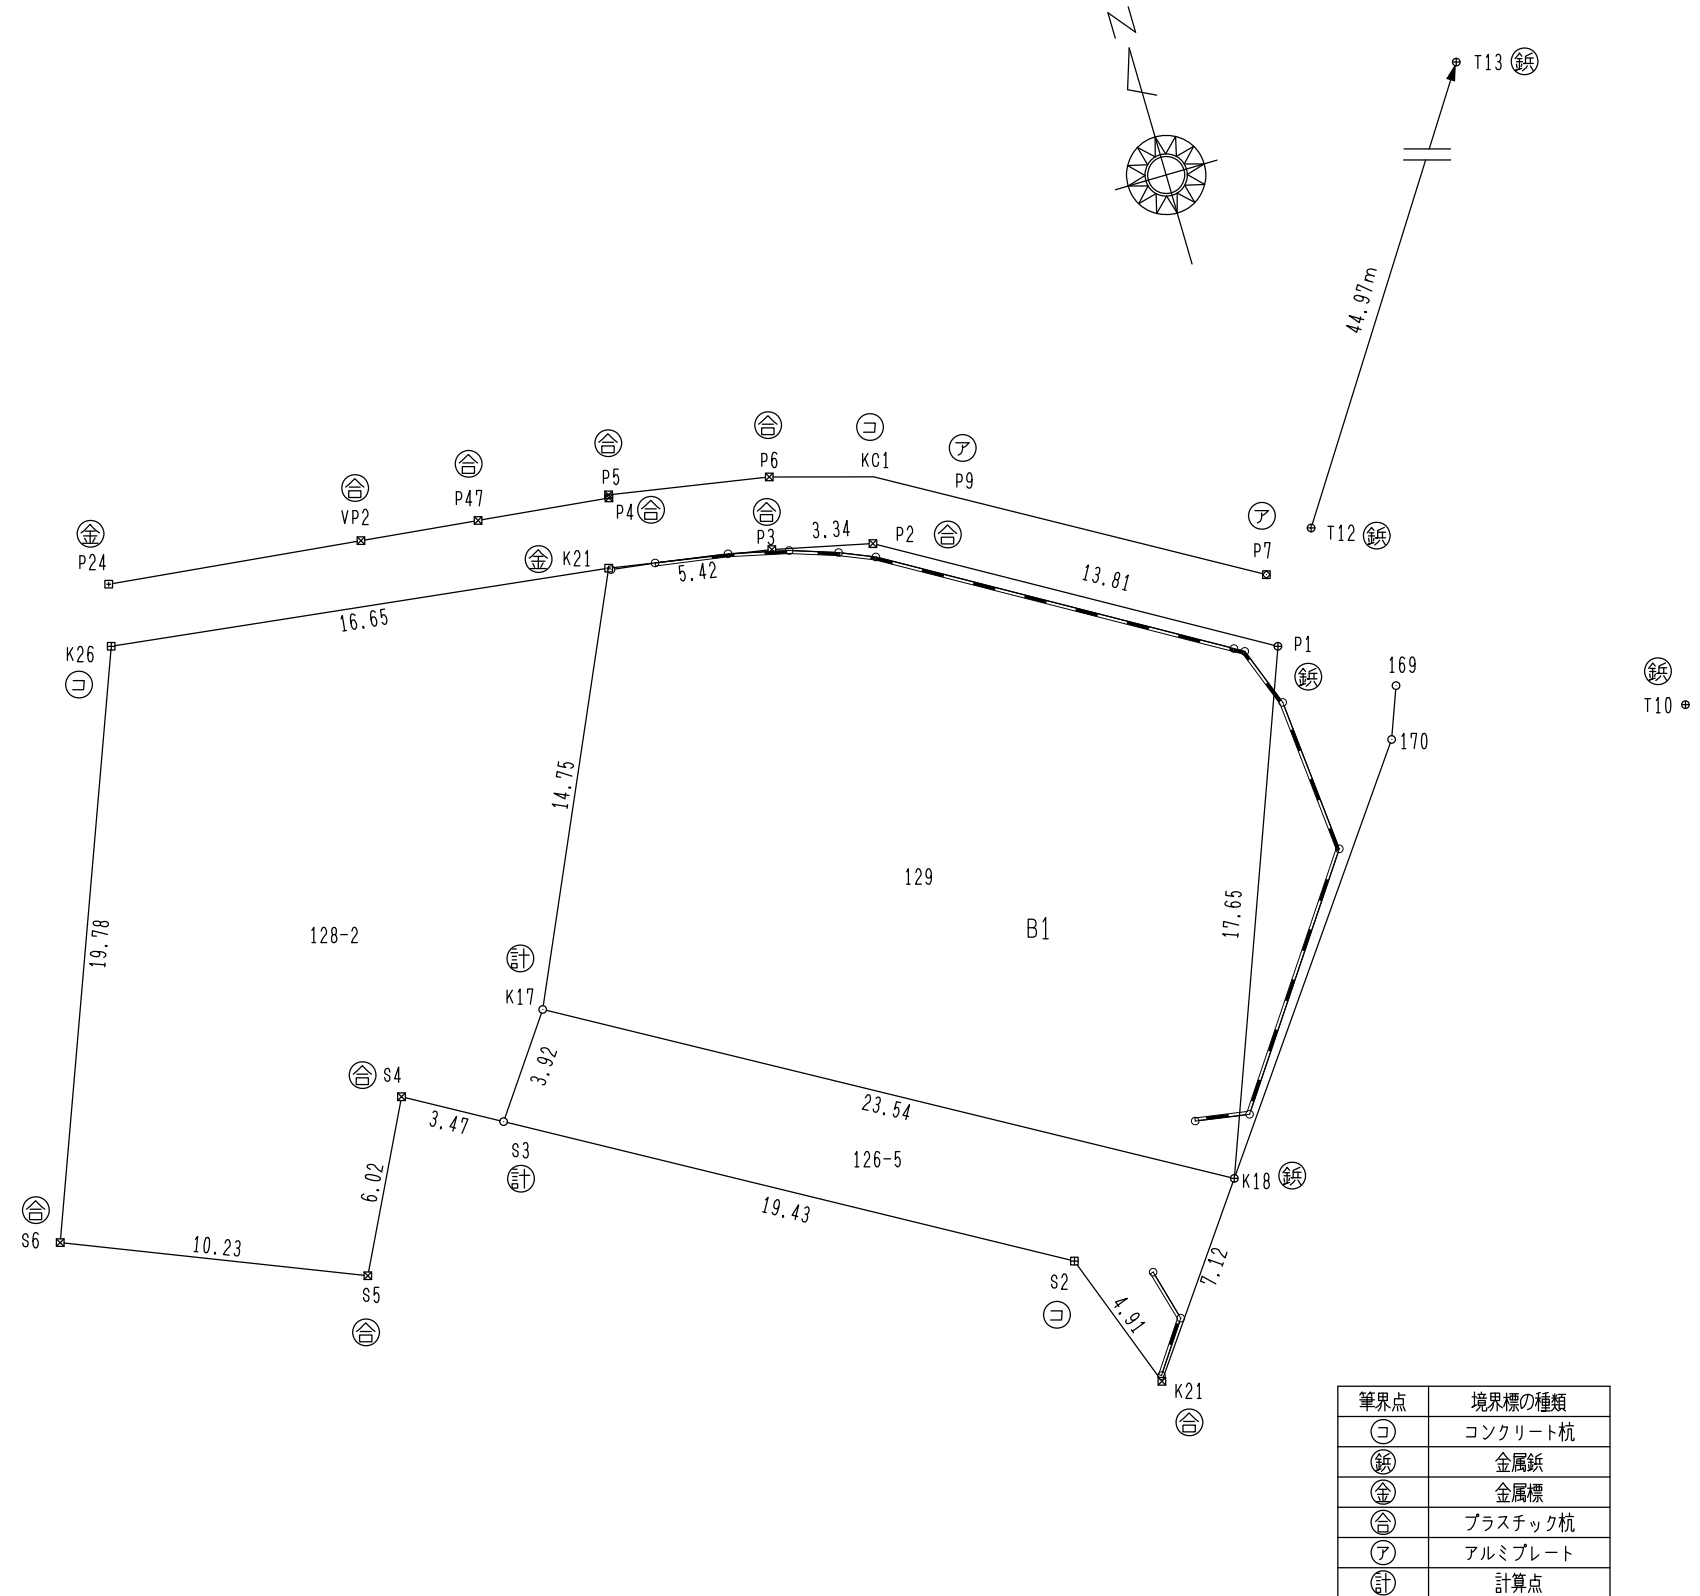 N
T13 鋲
44.97m
合 P6
コ KC1
ア P9
合 P5
P4 合
合 P47
合 VP2
金 P24
合 P3
3.34
P2 合
ア P7
T12 鋲
金 K21
5.42
13.81
16.65
K26 コ
P1 鋲
169
170
鋲 T10
14.75
129
B1
17.65
19.78
128-2
計 K17
3.92
23.54
合 S4
3.47
S3 計
126-5
K18 鋲
6.02
19.43
合 S6
10.23
S5 合
S2 コ
7.12
4.91
K21 合
筆界点 境界標の種類
コ コンクリート杭
鋲 金属鋲
金 金属標
合 プラスチック杭
ア アルミプレート
計 計算点